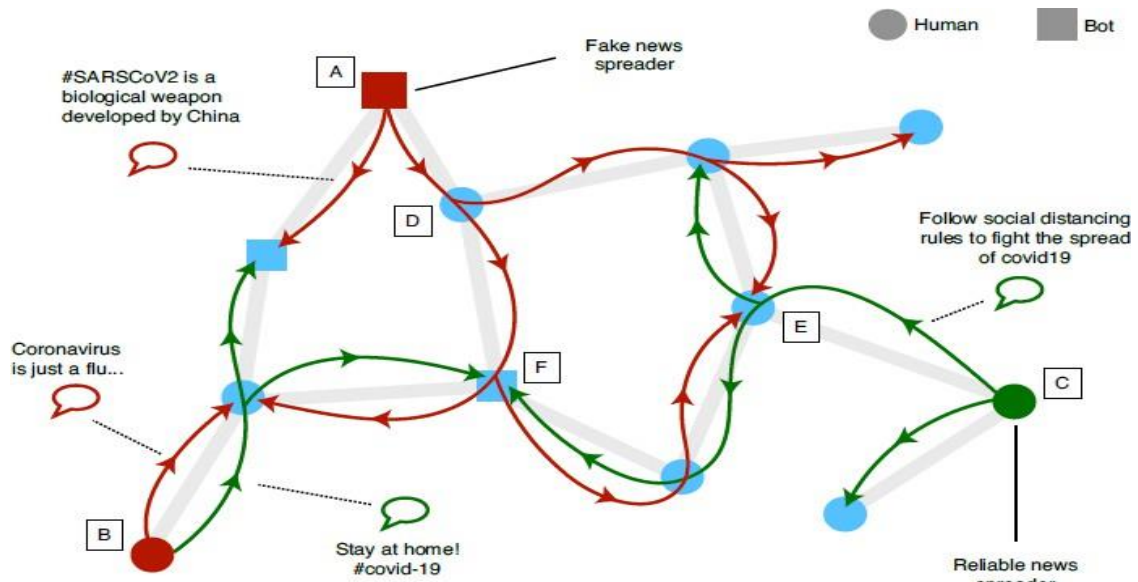 Human
Bot
Fake news
spreader
A
#SARSCoV2 is a
biological weapon
developed by China
D
Follow social distancing
rules to fight the spread
of covid19
E
Coronavirus
is just a flu...
F
C
B
Stay at home!
#covid-19
Reliable news
spreader